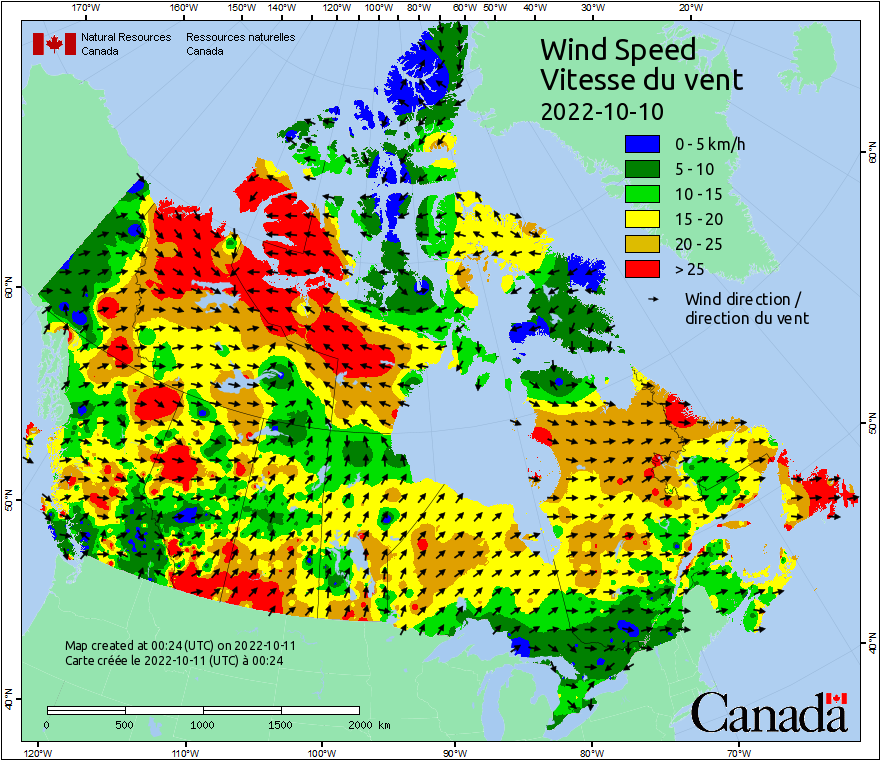 170°W 160°W 150°W 140°W 120°W 100°W 80°W 60°W 50°W 40°W 30°W 20°W
Natural Resources Ressources naturelles
Canada Canada
Wind Speed
Vitesse du vent
2022-10-10
0 - 5 km/h
5 - 10
10 - 15
15 - 20
20 - 25
> 25
Wind direction /
direction du vent
60°N 60°N
50°N 50°N
40°N 40°N
Map created at 00:24 (UTC) on 2022-10-11
Carte créée le 2022-10-11 (UTC) à 00:24
0 500 1000 1500 2000 km
Canada
120°W 110°W 100°W 90°W 80°W 70°W